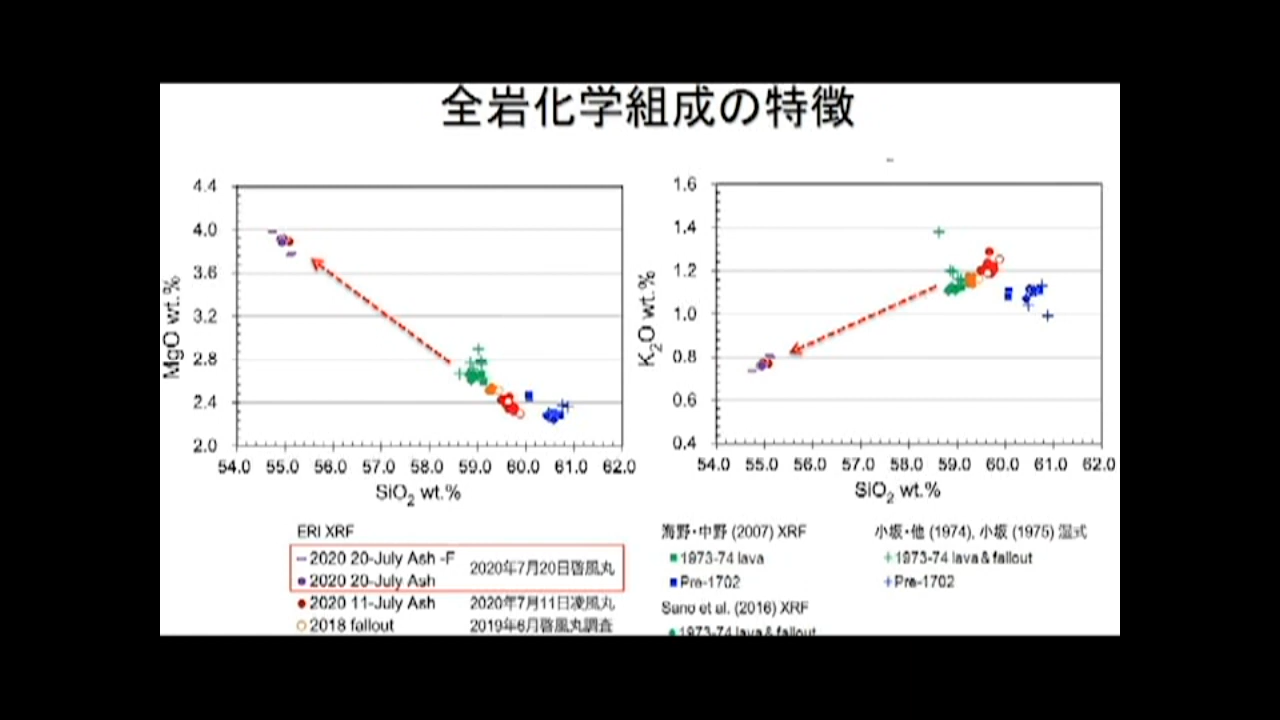 全岩化学組成の特徴
4.4
4.0
3.6
3.2
2.8
2.4
2.0
MgO wt.%
54.0 55.0 56.0 57.0 58.0 59.0 60.0 61.0 62.0
SiO2 wt.%
1.6
1.4
1.2
1.0
0.8
0.6
0.4
K2O wt.%
54.0 55.0 56.0 57.0 58.0 59.0 60.0 61.0 62.0
SiO2 wt.%
ERI XRF
2020 20-July Ash -F
2020 20-July Ash
2020年7月20日啓風丸
2020 11-July Ash 2020年7月11日凌風丸
2018 fallout 2019年6月啓風丸調査
海野・中野 (2007) XRF
1973-74 lava
Pre-1702
Sano et al. (2016) XRF
1973-74 lava & fallout
小坂・他 (1974), 小坂 (1975) 湿式
1973-74 lava & fallout
Pre-1702